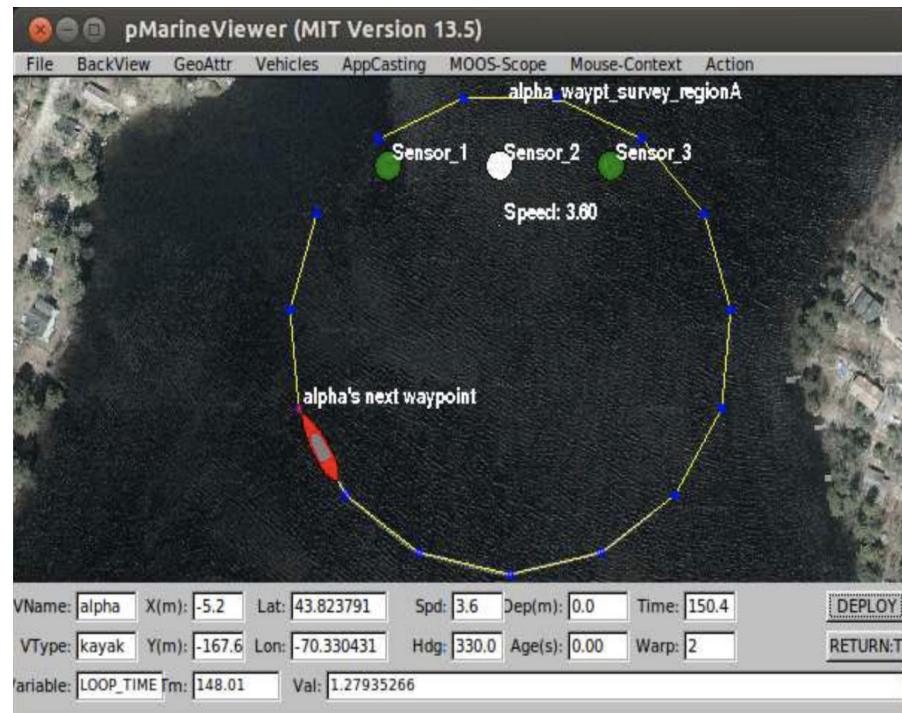 pMarineViewer (MIT Version 13.5)
File BackView GeoAttr Vehicles AppCasting MOOS-Scope Mouse-Context Action
alpha_waypt_survey_regionA
Sensor_1 Sensor_2 Sensor_3
Speed: 3.60
alpha's next waypoint
VName: alpha X(m): -5.2 Lat: 43.823791 Spd: 3.6 Dep(m): 0.0 Time: 150.4 DEPLOY
VType: kayak Y(m): -167.6 Lon: -70.330431 Hdg: 330.0 Age(s): 0.00 Warp: 2 RETURN:T
ariable: LOOP_TIME Tm: 148.01 Val: 1.27935266